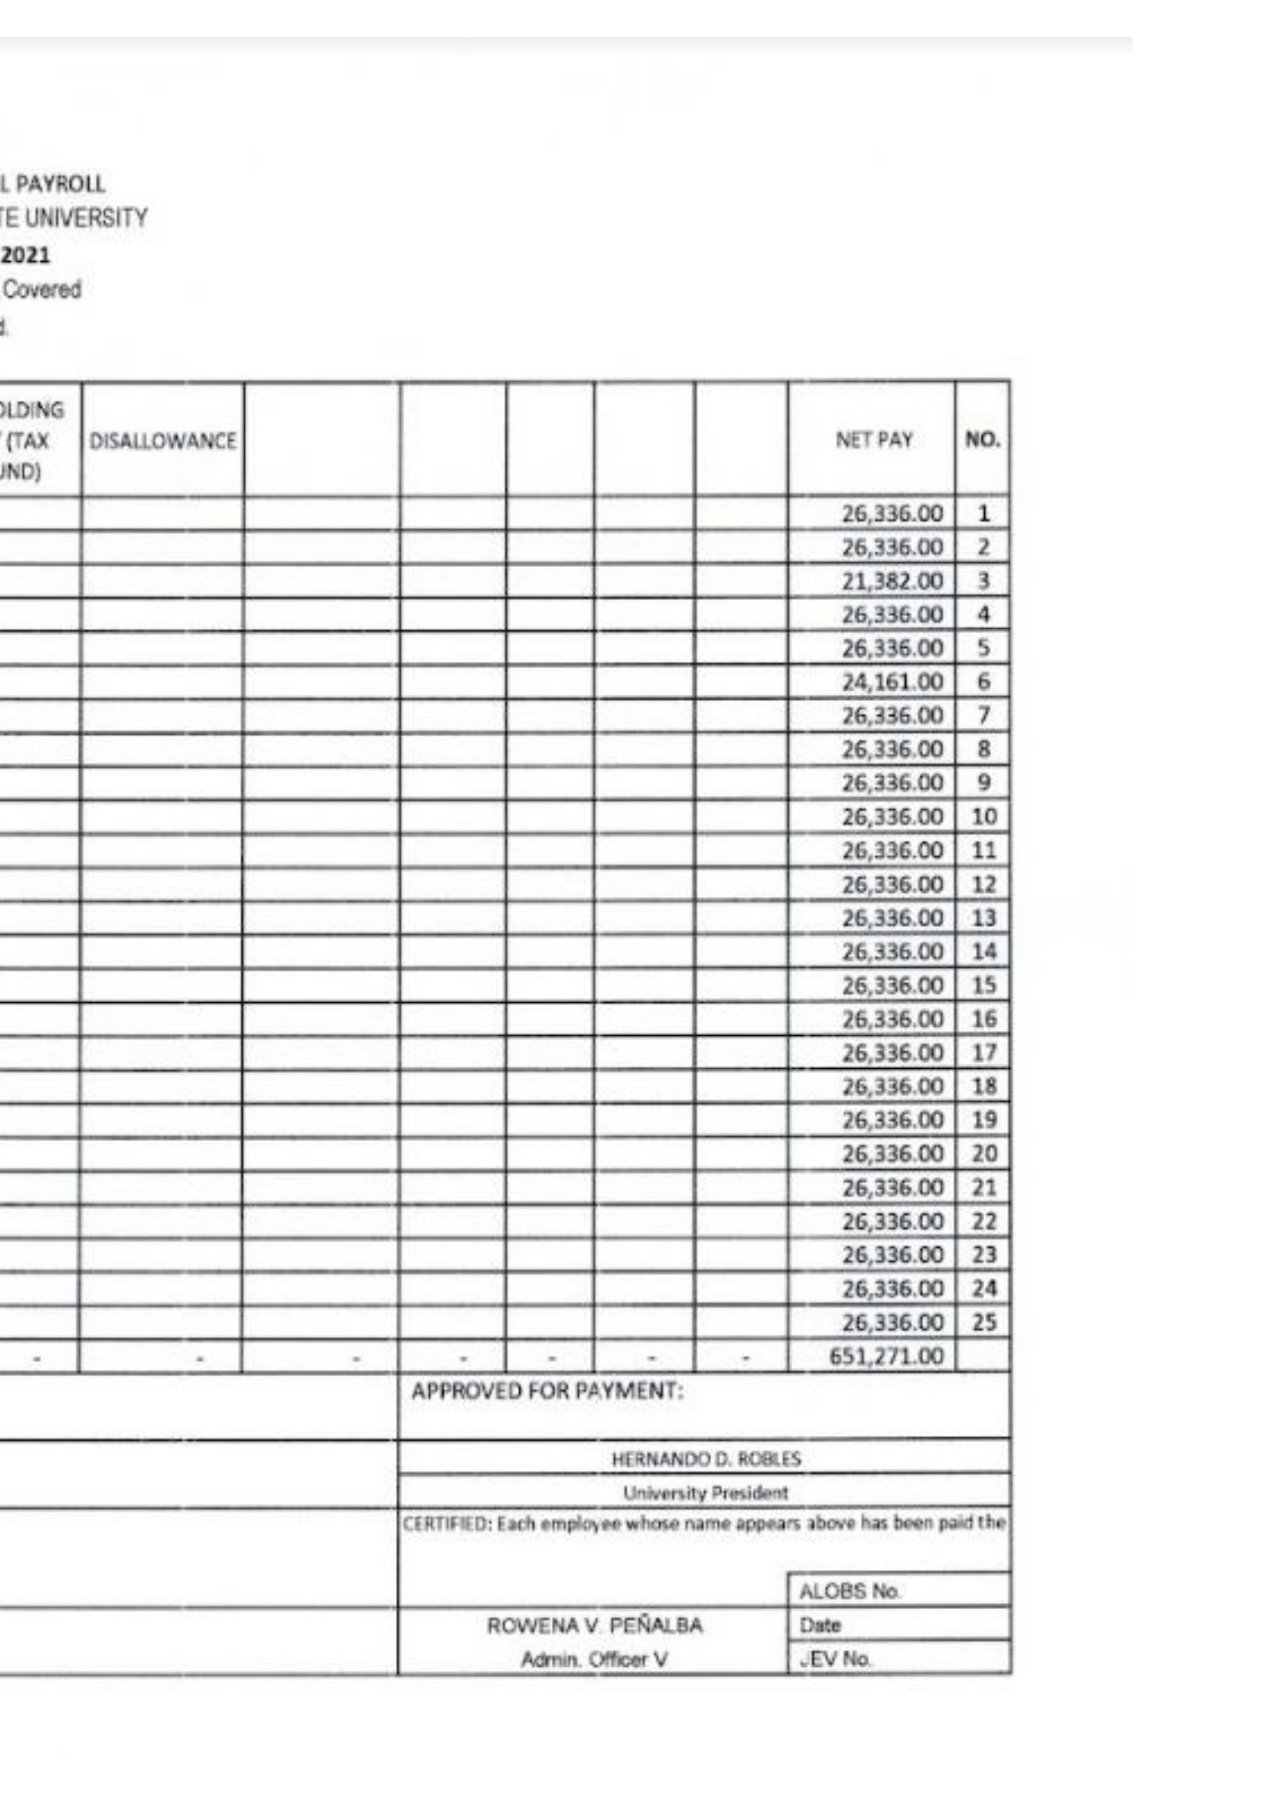 L PAYROLL
TE UNIVERSITY
2021
Covered
d.
OLDING
(TAX
UND)
DISALLOWANCE
NET PAY
NO.
26,336.00 1
26,336.00 2
21,382.00 3
26,336.00 4
26,336.00 5
24,161.00 6
26,336.00 7
26,336.00 8
26,336.00 9
26,336.00 10
26,336.00 11
26,336.00 12
26,336.00 13
26,336.00 14
26,336.00 15
26,336.00 16
26,336.00 17
26,336.00 18
26,336.00 19
26,336.00 20
26,336.00 21
26,336.00 22
26,336.00 23
26,336.00 24
26,336.00 25
- - - - - - - 651,271.00
APPROVED FOR PAYMENT:
HERNANDO D. ROBLES
University President
CERTIFIED: Each employee whose name appears above has been paid the
ALOBS No.
ROWENA V. PEÑALBA Date
Admin. Officer V JEV No.